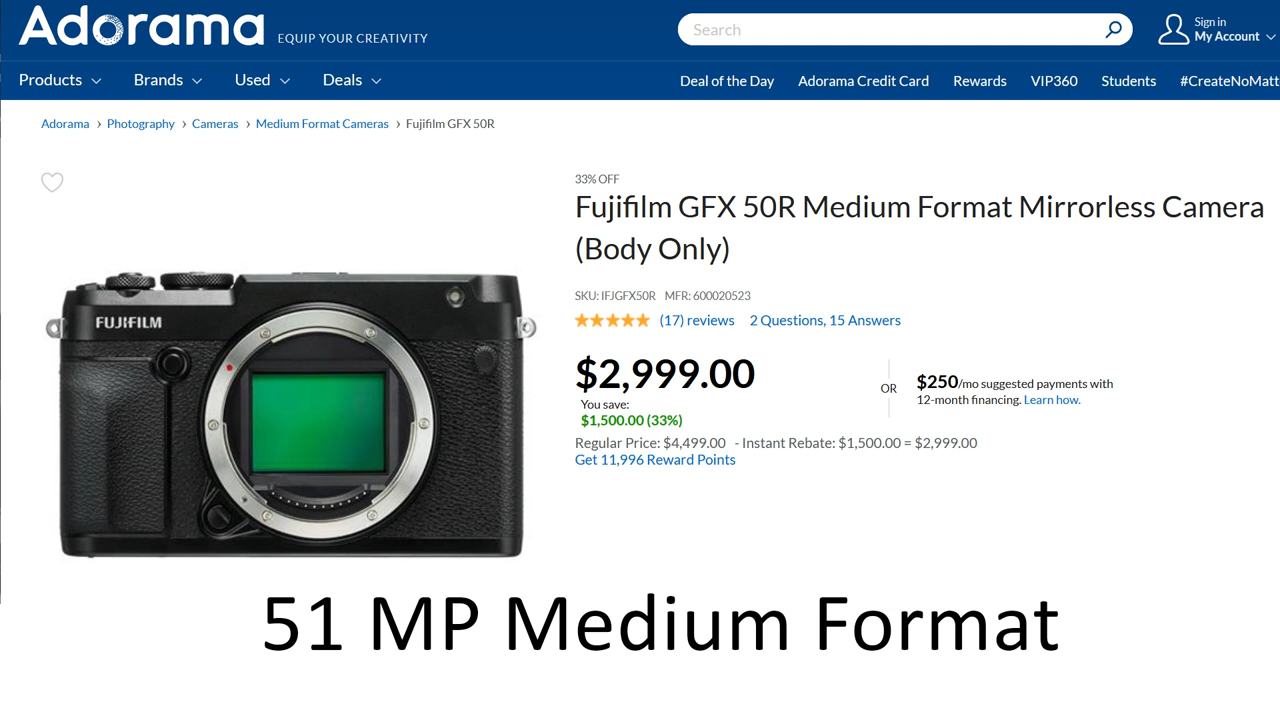 Adorama EQUIP YOUR CREATIVITY
Search
Sign in
My Account
Products Brands Used Deals
Deal of the Day Adorama Credit Card Rewards VIP360 Students #CreateNoMatt
Adorama › Photography › Cameras › Medium Format Cameras › Fujifilm GFX 50R
33% OFF
Fujifilm GFX 50R Medium Format Mirrorless Camera
(Body Only)
SKU: IFJGFX50R MFR: 600020523
(17) reviews 2 Questions, 15 Answers
FUJIFILM
$2,999.00
You save:
$1,500.00 (33%)
OR
$250/mo suggested payments with
12-month financing. Learn how.
Regular Price: $4,499.00 - Instant Rebate: $1,500.00 = $2,999.00
Get 11,996 Reward Points
51 MP Medium Format